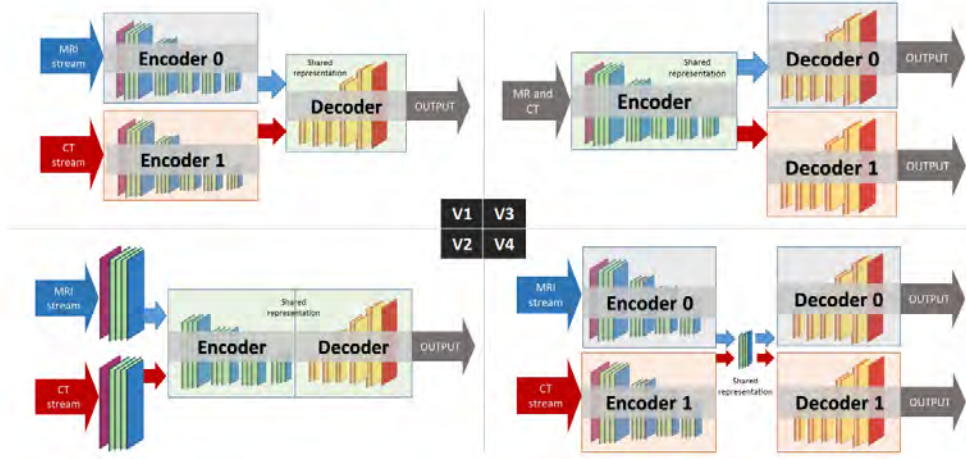 MRI
stream
Encoder 0
CT
stream
Encoder 1
Shared
representation
Decoder
OUTPUT
MR and
CT
Encoder
Shared
representation
Decoder 0
OUTPUT
Decoder 1
OUTPUT
V1
V3
V2
V4
MRI
stream
CT
stream
Shared
representation
Encoder
Decoder
OUTPUT
MRI
stream
Encoder 0
CT
stream
Encoder 1
Shared
representation
Decoder 0
OUTPUT
Decoder 1
OUTPUT